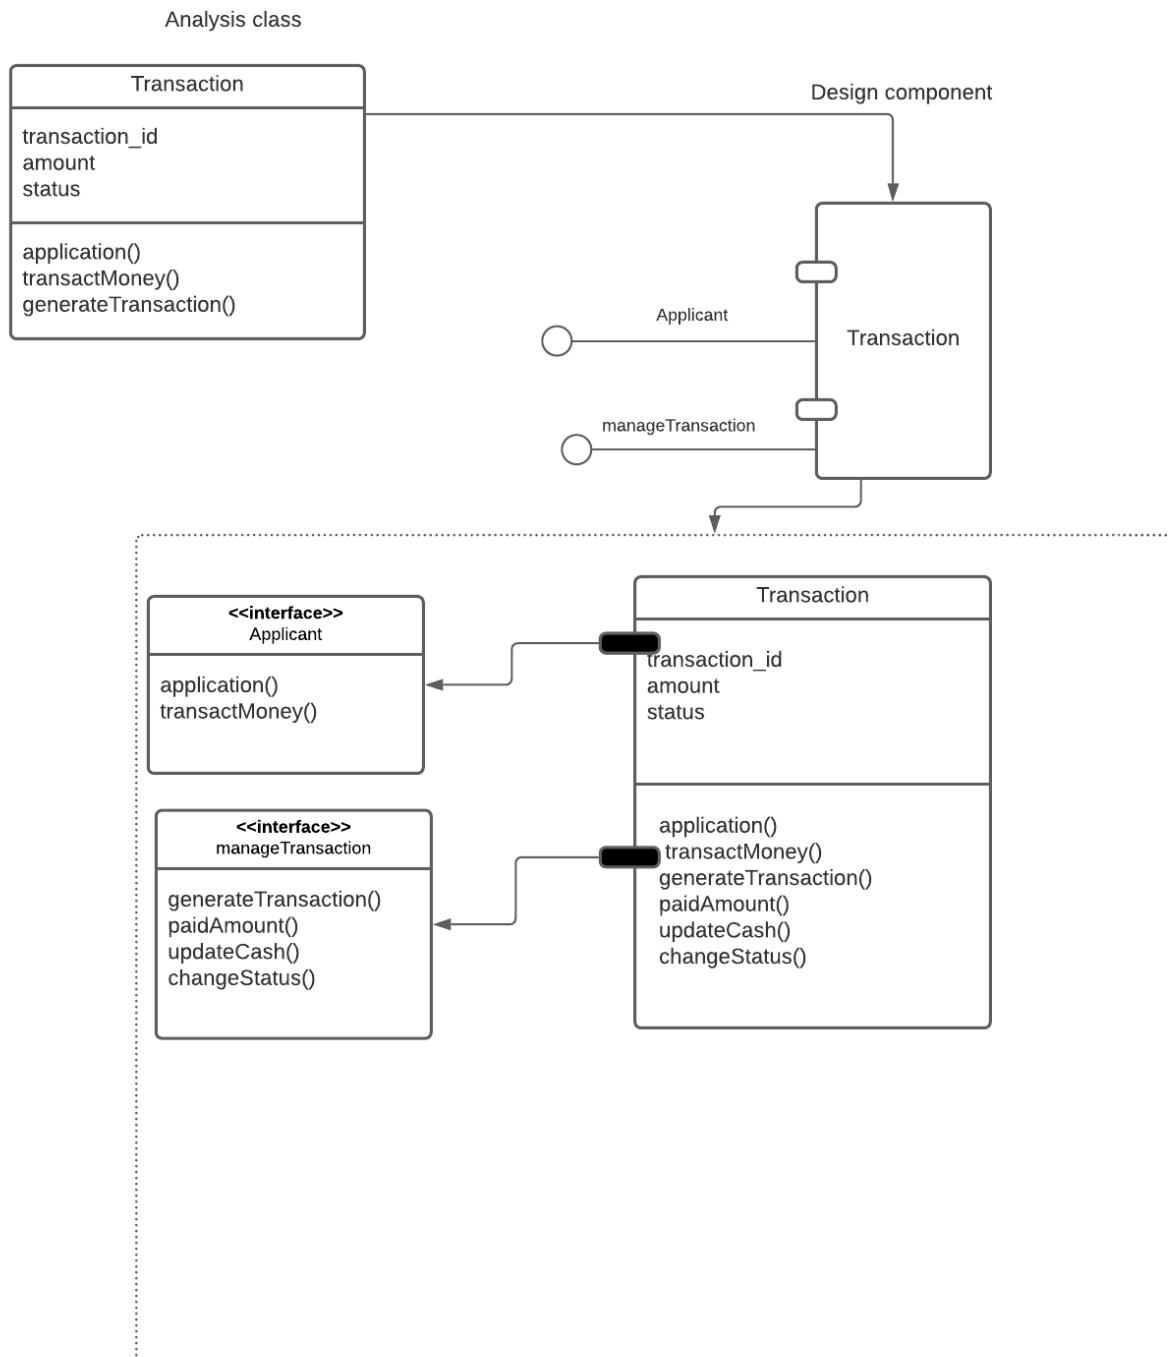 Analysis class
Transaction
transaction_id
amount
status
application()
transactMoney()
generateTransaction()
Design component
Applicant
Transaction
manageTransaction
<<interface>>
Applicant
application()
transactMoney()
Transaction
transaction_id
amount
status
<<interface>>
manageTransaction
generateTransaction()
paidAmount()
updateCash()
changeStatus()
application()
transactMoney()
generateTransaction()
paidAmount()
updateCash()
changeStatus()